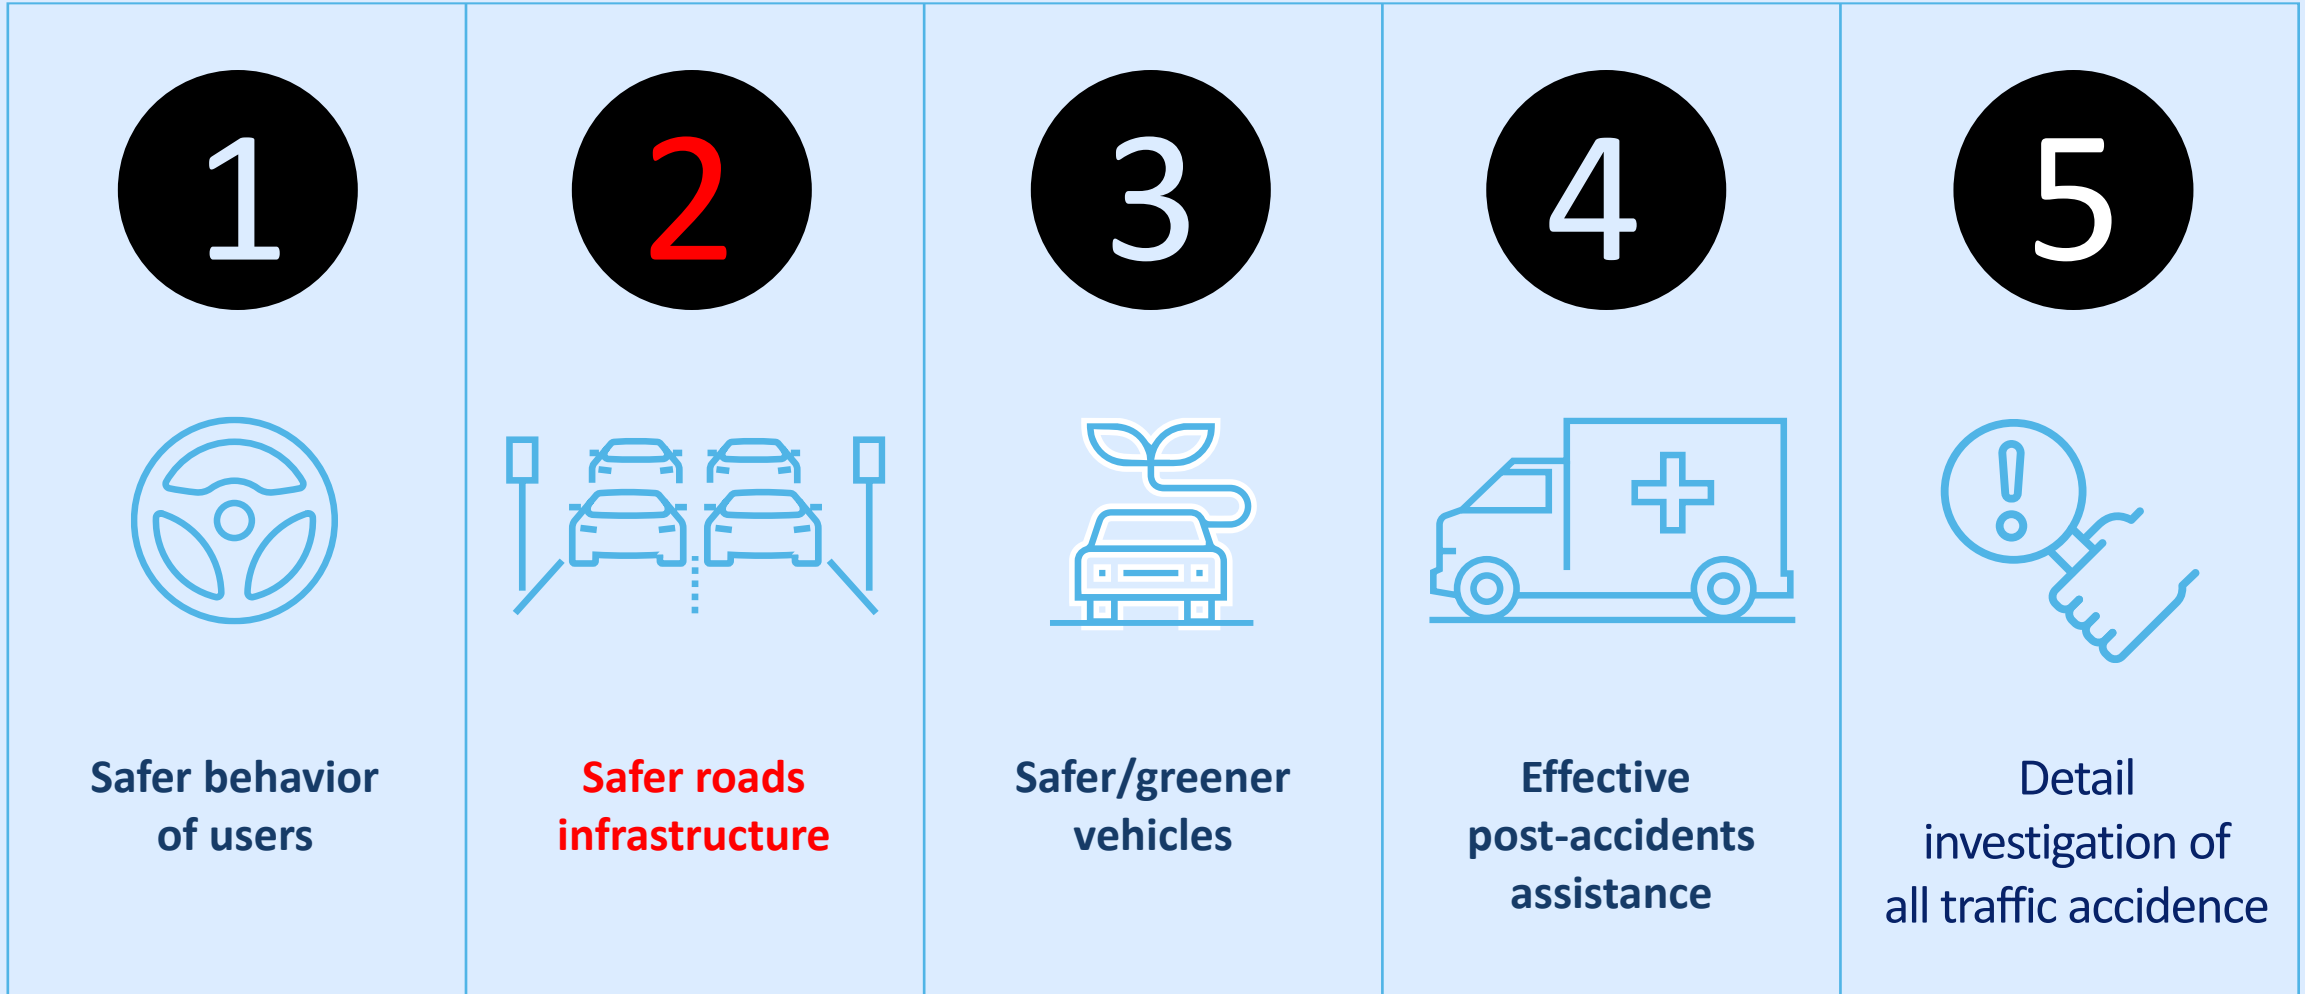 1
2
3
4
5
Safer behavior
of users
Safer roads
infrastructure
Safer/greener
vehicles
Effective
post-accidents
assistance
Detail
investigation of
all traffic accidence